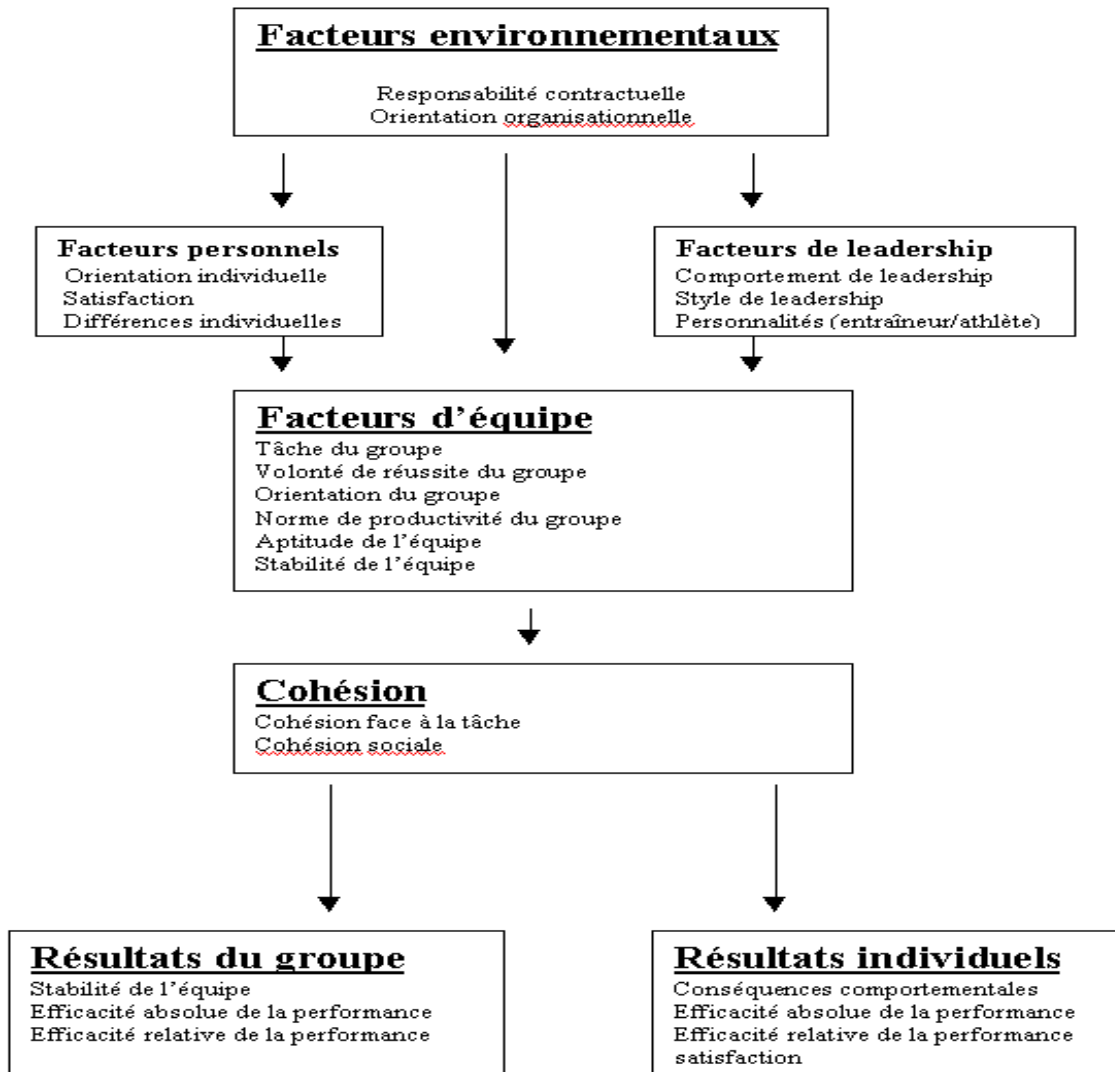 Facteurs environnementaux
Responsabilité contractuelle
Orientation organisationnelle
Facteurs personnels
Orientation individuelle
Satisfaction
Différences individuelles
Facteurs de leadership
Comportement de leadership
Style de leadership
Personnalités (entraîneur/athlète)
Facteurs d’équipe
Tâche du groupe
Volonté de réussite du groupe
Orientation du groupe
Norme de productivité du groupe
Aptitude de l’équipe
Stabilité de l’équipe
Cohésion
Cohésion face à la tâche
Cohésion sociale
Résultats du groupe
Stabilité de l’équipe
Efficacité absolue de la performance
Efficacité relative de la performance
Résultats individuels
Conséquences comportementales
Efficacité absolue de la performance
Efficacité relative de la performance
satisfaction